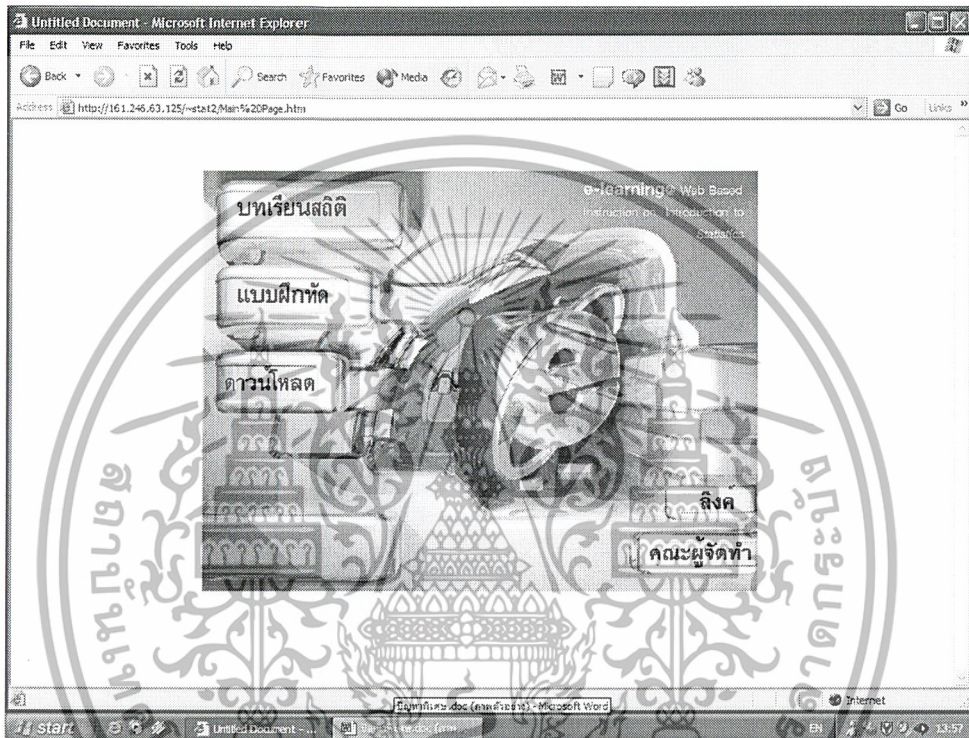 Untitled Document - Microsoft Internet Explorer
File Edit View Favorites Tools Help
Back Search Favorites Media
Address http://161.246.63.125/~stat2/Main%20Page.htm Go Links »
e-learning Web Based
Instruction on Introduction to
Statistics
บทเรียนสถิติ
แบบฝึกหัด
ดาวน์โหลด
ลิงค์
คณะผู้จัดทำ
Internet
start Untitled Document - ... EN 13:57